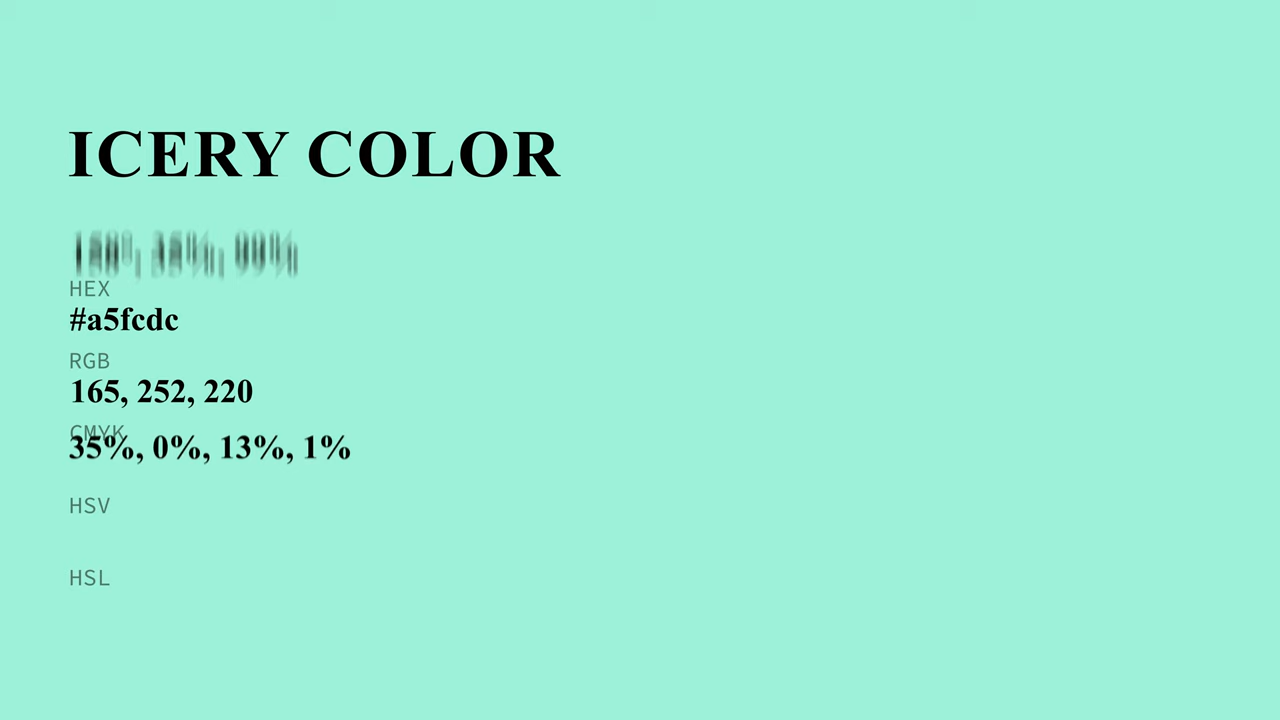 ICERY COLOR
HEX
#a5fcdc
RGB
165, 252, 220
CMYK
35%, 0%, 13%, 1%
HSV
HSL